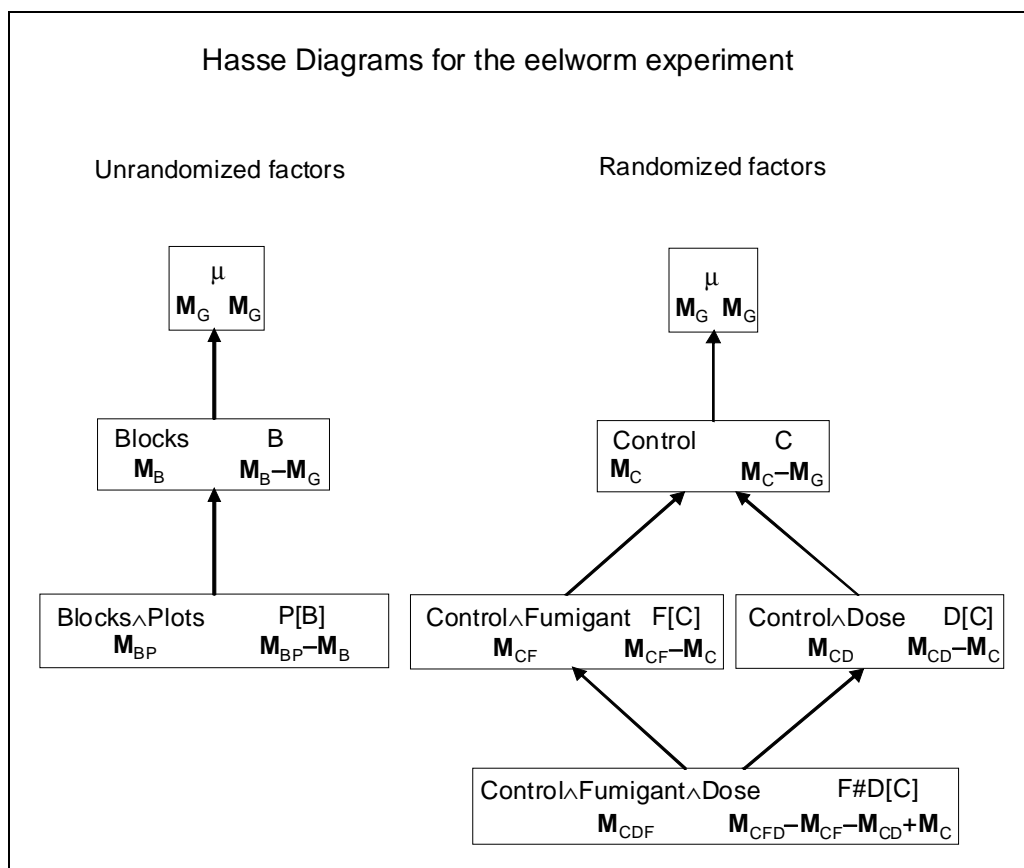 Hasse Diagrams for the eelworm experiment
Unrandomized factors
μ
M_G M_G
Blocks B
M_B M_B–M_G
Blocks∧Plots P[B]
M_BP M_BP–M_B
Randomized factors
μ
M_G M_G
Control C
M_C M_C–M_G
Control∧Fumigant F[C]
M_CF M_CF–M_C
Control∧Dose D[C]
M_CD M_CD–M_C
Control∧Fumigant∧Dose F#D[C]
M_CDF M_CFD–M_CF–M_CD+M_C